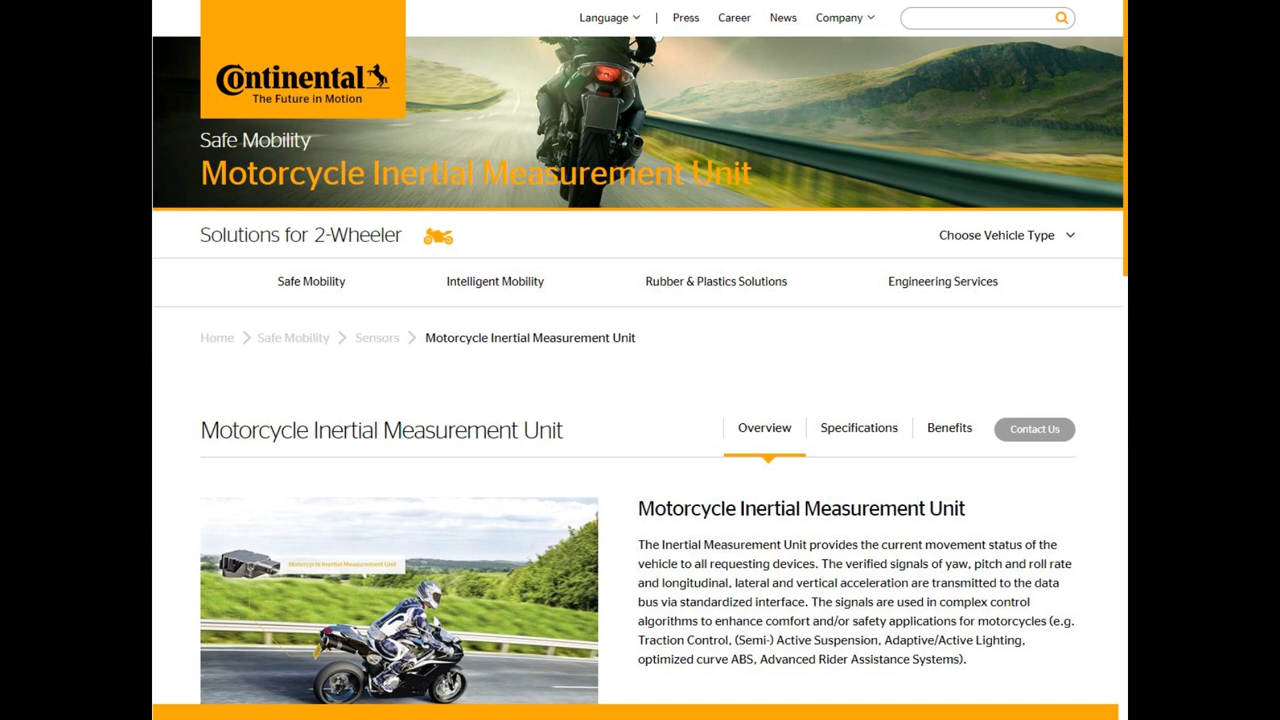 Language | Press Career News Company
Continental
The Future in Motion
Safe Mobility
Motorcycle Inertial Measurement Unit
Solutions for 2-Wheeler
Choose Vehicle Type
Safe Mobility Intelligent Mobility Rubber & Plastics Solutions Engineering Services
Home Safe Mobility Sensors Motorcycle Inertial Measurement Unit
Motorcycle Inertial Measurement Unit
Overview Specifications Benefits Contact Us
Motorcycle Inertial Measurement Unit
Motorcycle Inertial Measurement Unit
The Inertial Measurement Unit provides the current movement status of the
vehicle to all requesting devices. The verified signals of yaw, pitch and roll rate
and longitudinal, lateral and vertical acceleration are transmitted to the data
bus via standardized interface. The signals are used in complex control
algorithms to enhance comfort and/or safety applications for motorcycles (e.g.
Traction Control, (Semi-) Active Suspension, Adaptive/Active Lighting,
optimized curve ABS, Advanced Rider Assistance Systems).